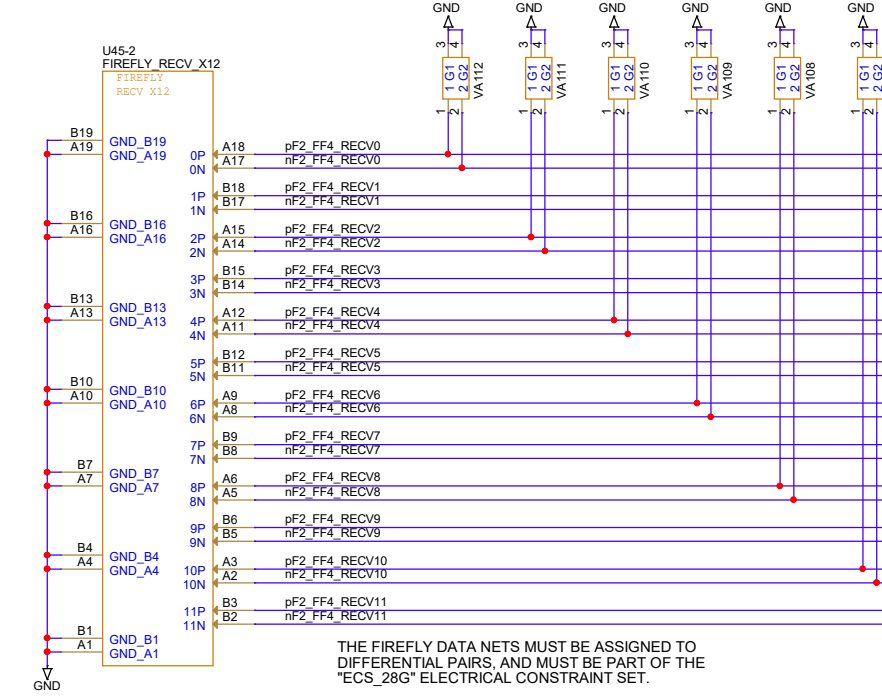 GND GND GND GND GND GND
3 4 3 4 3 4 3 4 3 4 3 4
1 G1 1 G1 1 G1 1 G1 1 G1 1 G1
2 G2 2 G2 2 G2 2 G2 2 G2 2 G2
VA112 VA111 VA110 VA109 VA108
1 2 1 2 1 2 1 2 1 2 1 2
U45-2
FIREFLY_RECV_X12
FIREFLY
RECV X12
B19 GND_B19
A19 GND_A19
0P A18 pF2_FF4_RECV0
0N A17 nF2_FF4_RECV0
1P B18 pF2_FF4_RECV1
1N B17 nF2_FF4_RECV1
B16 GND_B16
A16 GND_A16
2P A15 pF2_FF4_RECV2
2N A14 nF2_FF4_RECV2
3P B15 pF2_FF4_RECV3
3N B14 nF2_FF4_RECV3
B13 GND_B13
A13 GND_A13
4P A12 pF2_FF4_RECV4
4N A11 nF2_FF4_RECV4
5P B12 pF2_FF4_RECV5
5N B11 nF2_FF4_RECV5
B10 GND_B10
A10 GND_A10
6P A9 pF2_FF4_RECV6
6N A8 nF2_FF4_RECV6
7P B9 pF2_FF4_RECV7
7N B8 nF2_FF4_RECV7
B7 GND_B7
A7 GND_A7
8P A6 pF2_FF4_RECV8
8N A5 nF2_FF4_RECV8
9P B6 pF2_FF4_RECV9
9N B5 nF2_FF4_RECV9
B4 GND_B4
A4 GND_A4
10P A3 pF2_FF4_RECV10
10N A2 nF2_FF4_RECV10
11P B3 pF2_FF4_RECV11
11N B2 nF2_FF4_RECV11
B1 GND_B1
A1 GND_A1
GND
THE FIREFLY DATA NETS MUST BE ASSIGNED TO
DIFFERENTIAL PAIRS, AND MUST BE PART OF THE
"ECS_28G" ELECTRICAL CONSTRAINT SET.